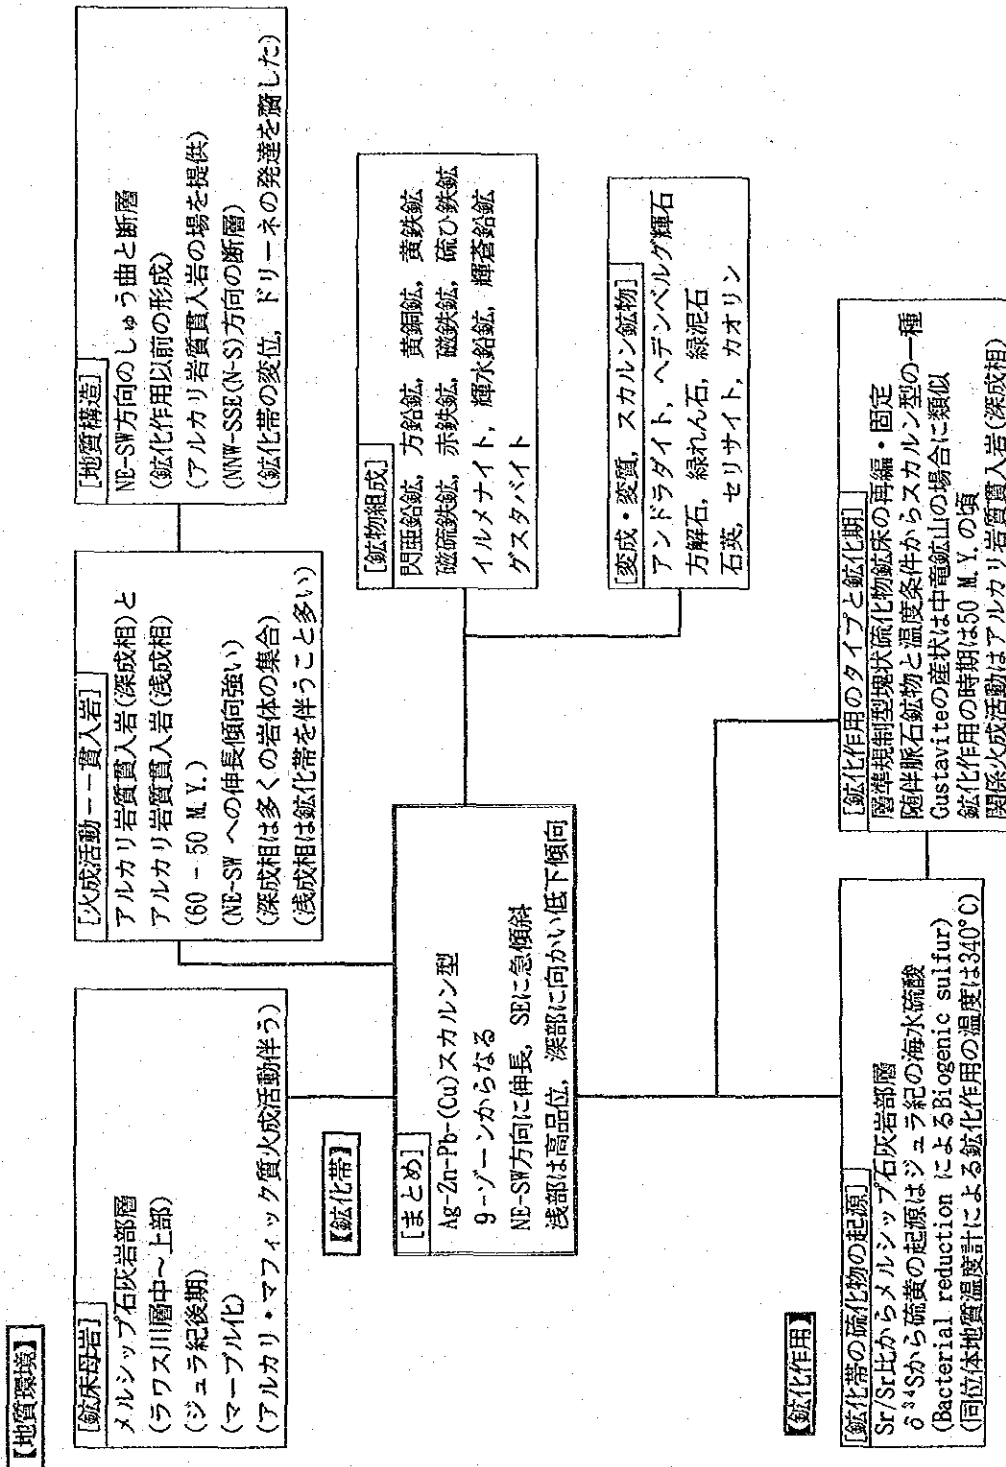 【地質環境】
[鉱床母岩]
メルシップ石灰岩部層
(ラワス川層中～上部)
(ジュラ紀後期)
(マーブル化)
(アルカリ・マフィック質火成活動伴う)
[火成活動－－貫入岩]
アルカリ岩質貫入岩(深成相)と
アルカリ岩質貫入岩(浅成相)
(60－50 M.Y.)
(NE-SW への伸長傾向強い)
(深成相は多くの岩体の集合)
(浅成相は鉱化帯を伴うこと多い)
[地質構造]
NE-SW方向のしゅう曲と断層
(鉱化作用以前の形成)
(アルカリ岩質貫入岩の場を提供)
(NNW-SSE(N-S)方向の断層)
(鉱化帯の変位，ドリーネの発達を齎した)
【鉱化帯】
[まとめ]
Ag-Zn-Pb-(Cu)スカルン型
9－ゾーンからなる
NE-SW方向に伸長，SEに急傾斜
浅部は高品位，深部に向かい低下傾向
[鉱物組成]
閃亜鉛鉱，方鉛鉱，黄銅鉱，黄鉄鉱
磁硫鉄鉱，赤鉄鉱，磁鉄鉱，硫ひ鉄鉱
イルメナイト，輝水鉛鉱，輝蒼鉛鉱
グスタバイト
[変成・変質，スカルン鉱物]
アンドラダイト，ヘデンベルグ輝石
方解石，緑れん石，緑泥石
石英，セリサイト，カオリン
【鉱化作用】
[鉱化帯の硫化物の起源]
Sr/Sr比からメルシップ石灰岩部層
δ³⁴Sから硫黄の起源はジュラ紀の海水硫酸
(Bacterial reduction によるBiogenic sulfur)
(同位体地質温度計による鉱化作用の温度は340°C)
[鉱化作用のタイプと鉱化期]
層準規制型塊状硫化物鉱床の再編・固定
随伴脈石鉱物と温度条件からスカルン型の一種
Gustaviteの産状は中竜鉱山の場合に類似
鉱化作用の時期は50 M.Y.の頃
関係火成活動はアルカリ岩質貫入岩(深成相)